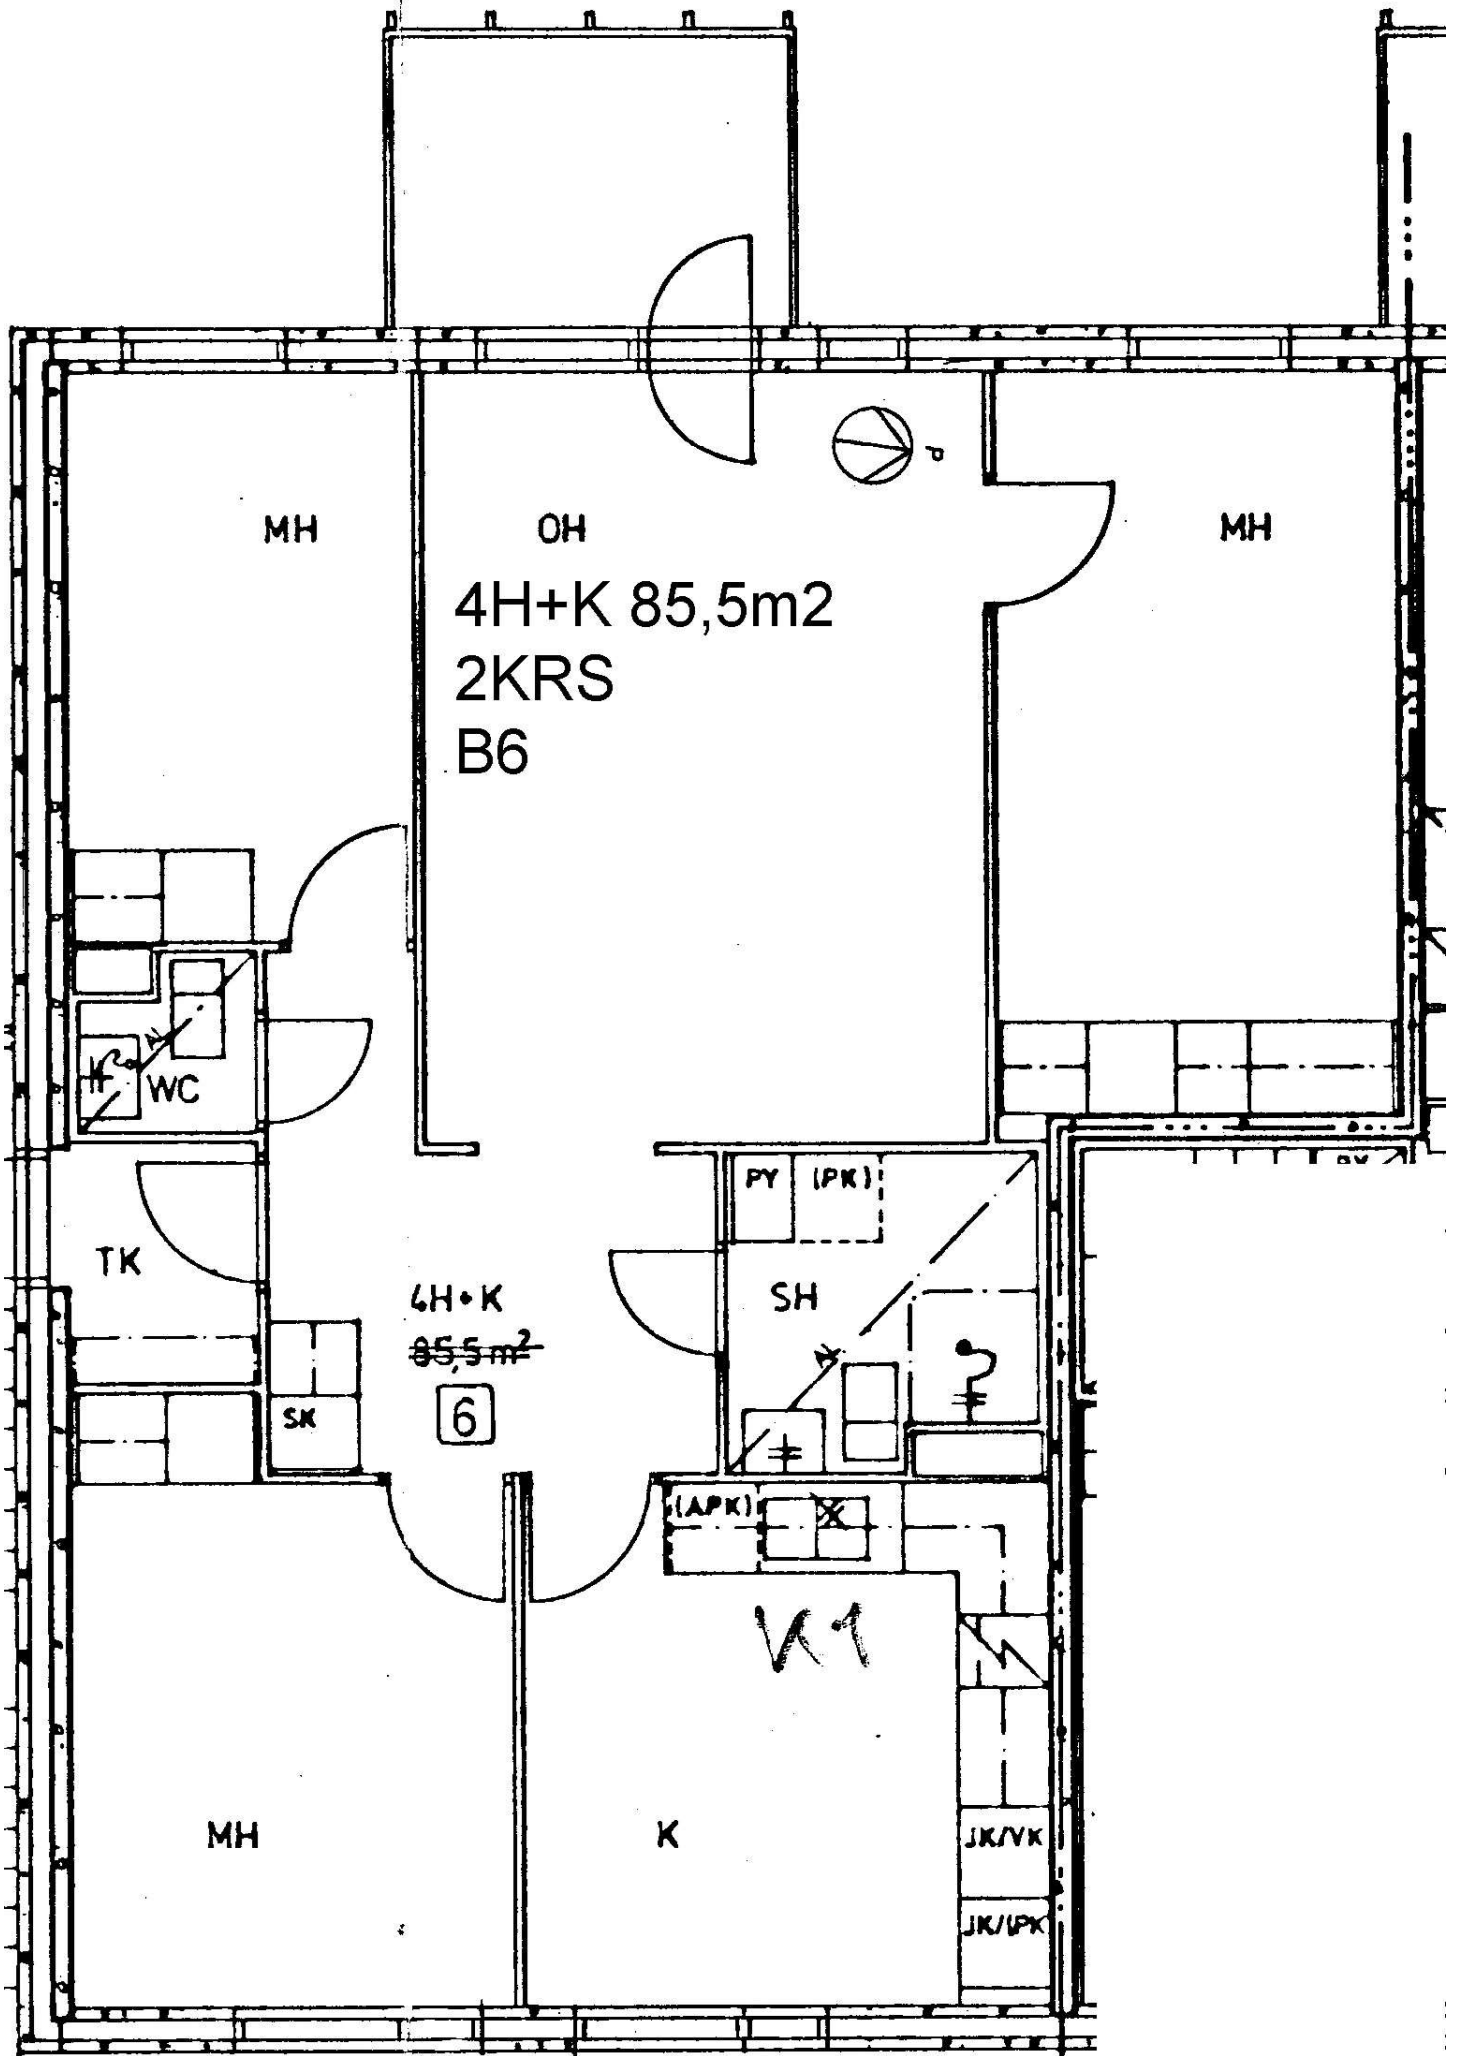 P
MH
OH
MH
4H+K 85,5m2
2KRS
B6
WC
PY
(PK)
TK
SH
4H+K
85,5m²
SK
6
(APK)
K1
MH
K
JK/VK
JK/(PK